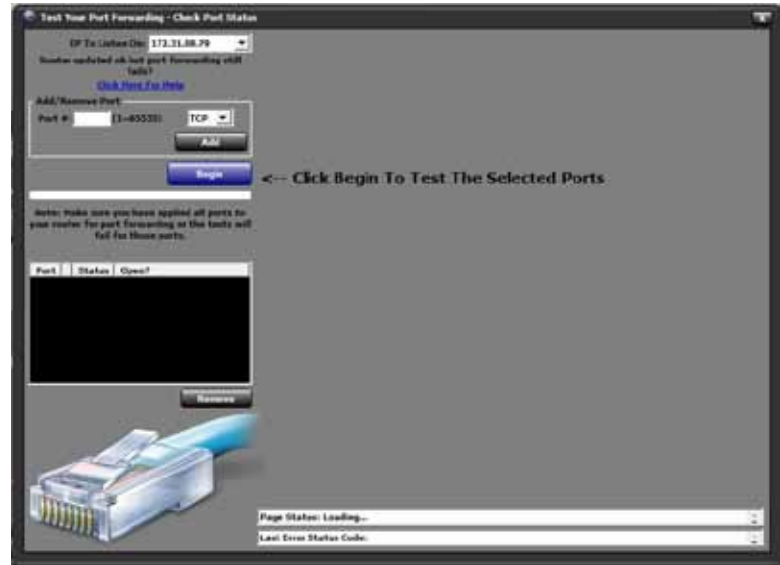 Test Your Port Forwarding - Check Port Status
IP To Listen On: 172.31.88.79
Router updated ok but port forwarding still
fails?
Click Here For Help
Add/Remove Port
Port #: (1-65535) TCP
Add
Begin
<-- Click Begin To Test The Selected Ports
Note: Make sure you have applied all ports to
your router for port forwarding or the tests will
fail for those ports.
Port Status Open?
Remove
Page Status: Loading...
Last Error Status Code: